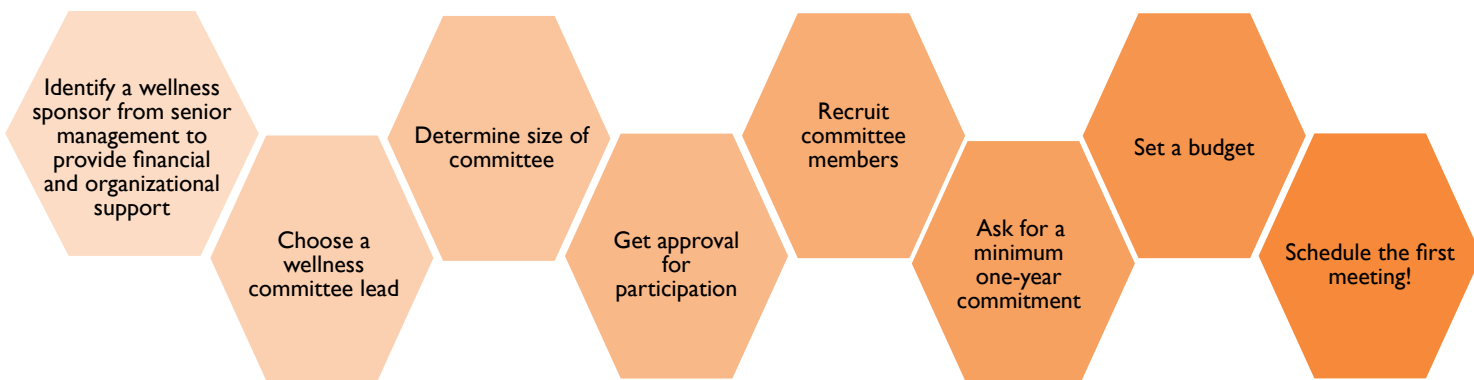 Identify a wellness
sponsor from senior
management to
provide financial
and organizational
support
Choose a
wellness
committee lead
Determine size of
committee
Get approval
for
participation
Recruit
committee
members
Ask for a
minimum
one-year
commitment
Set a budget
Schedule the first
meeting!